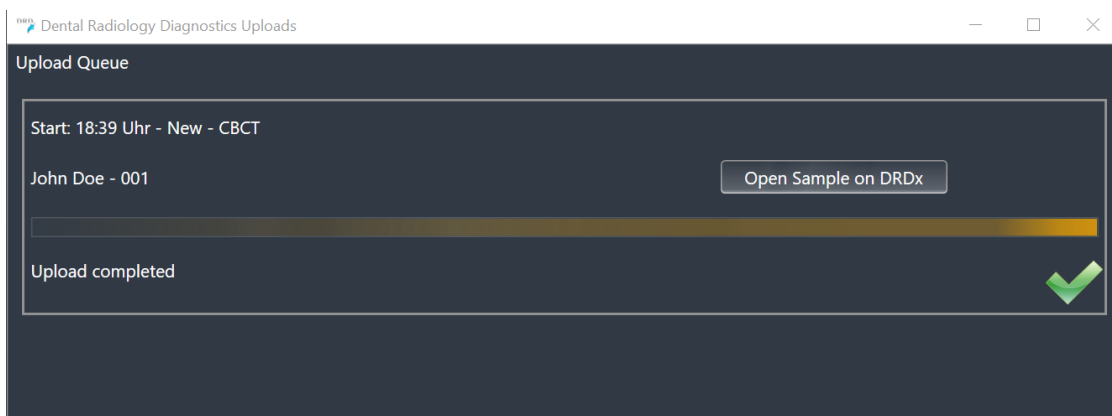 DRD Dental Radiology Diagnostics Uploads
Upload Queue
Start: 18:39 Uhr - New - CBCT
John Doe - 001
Open Sample on DRDx
Upload completed